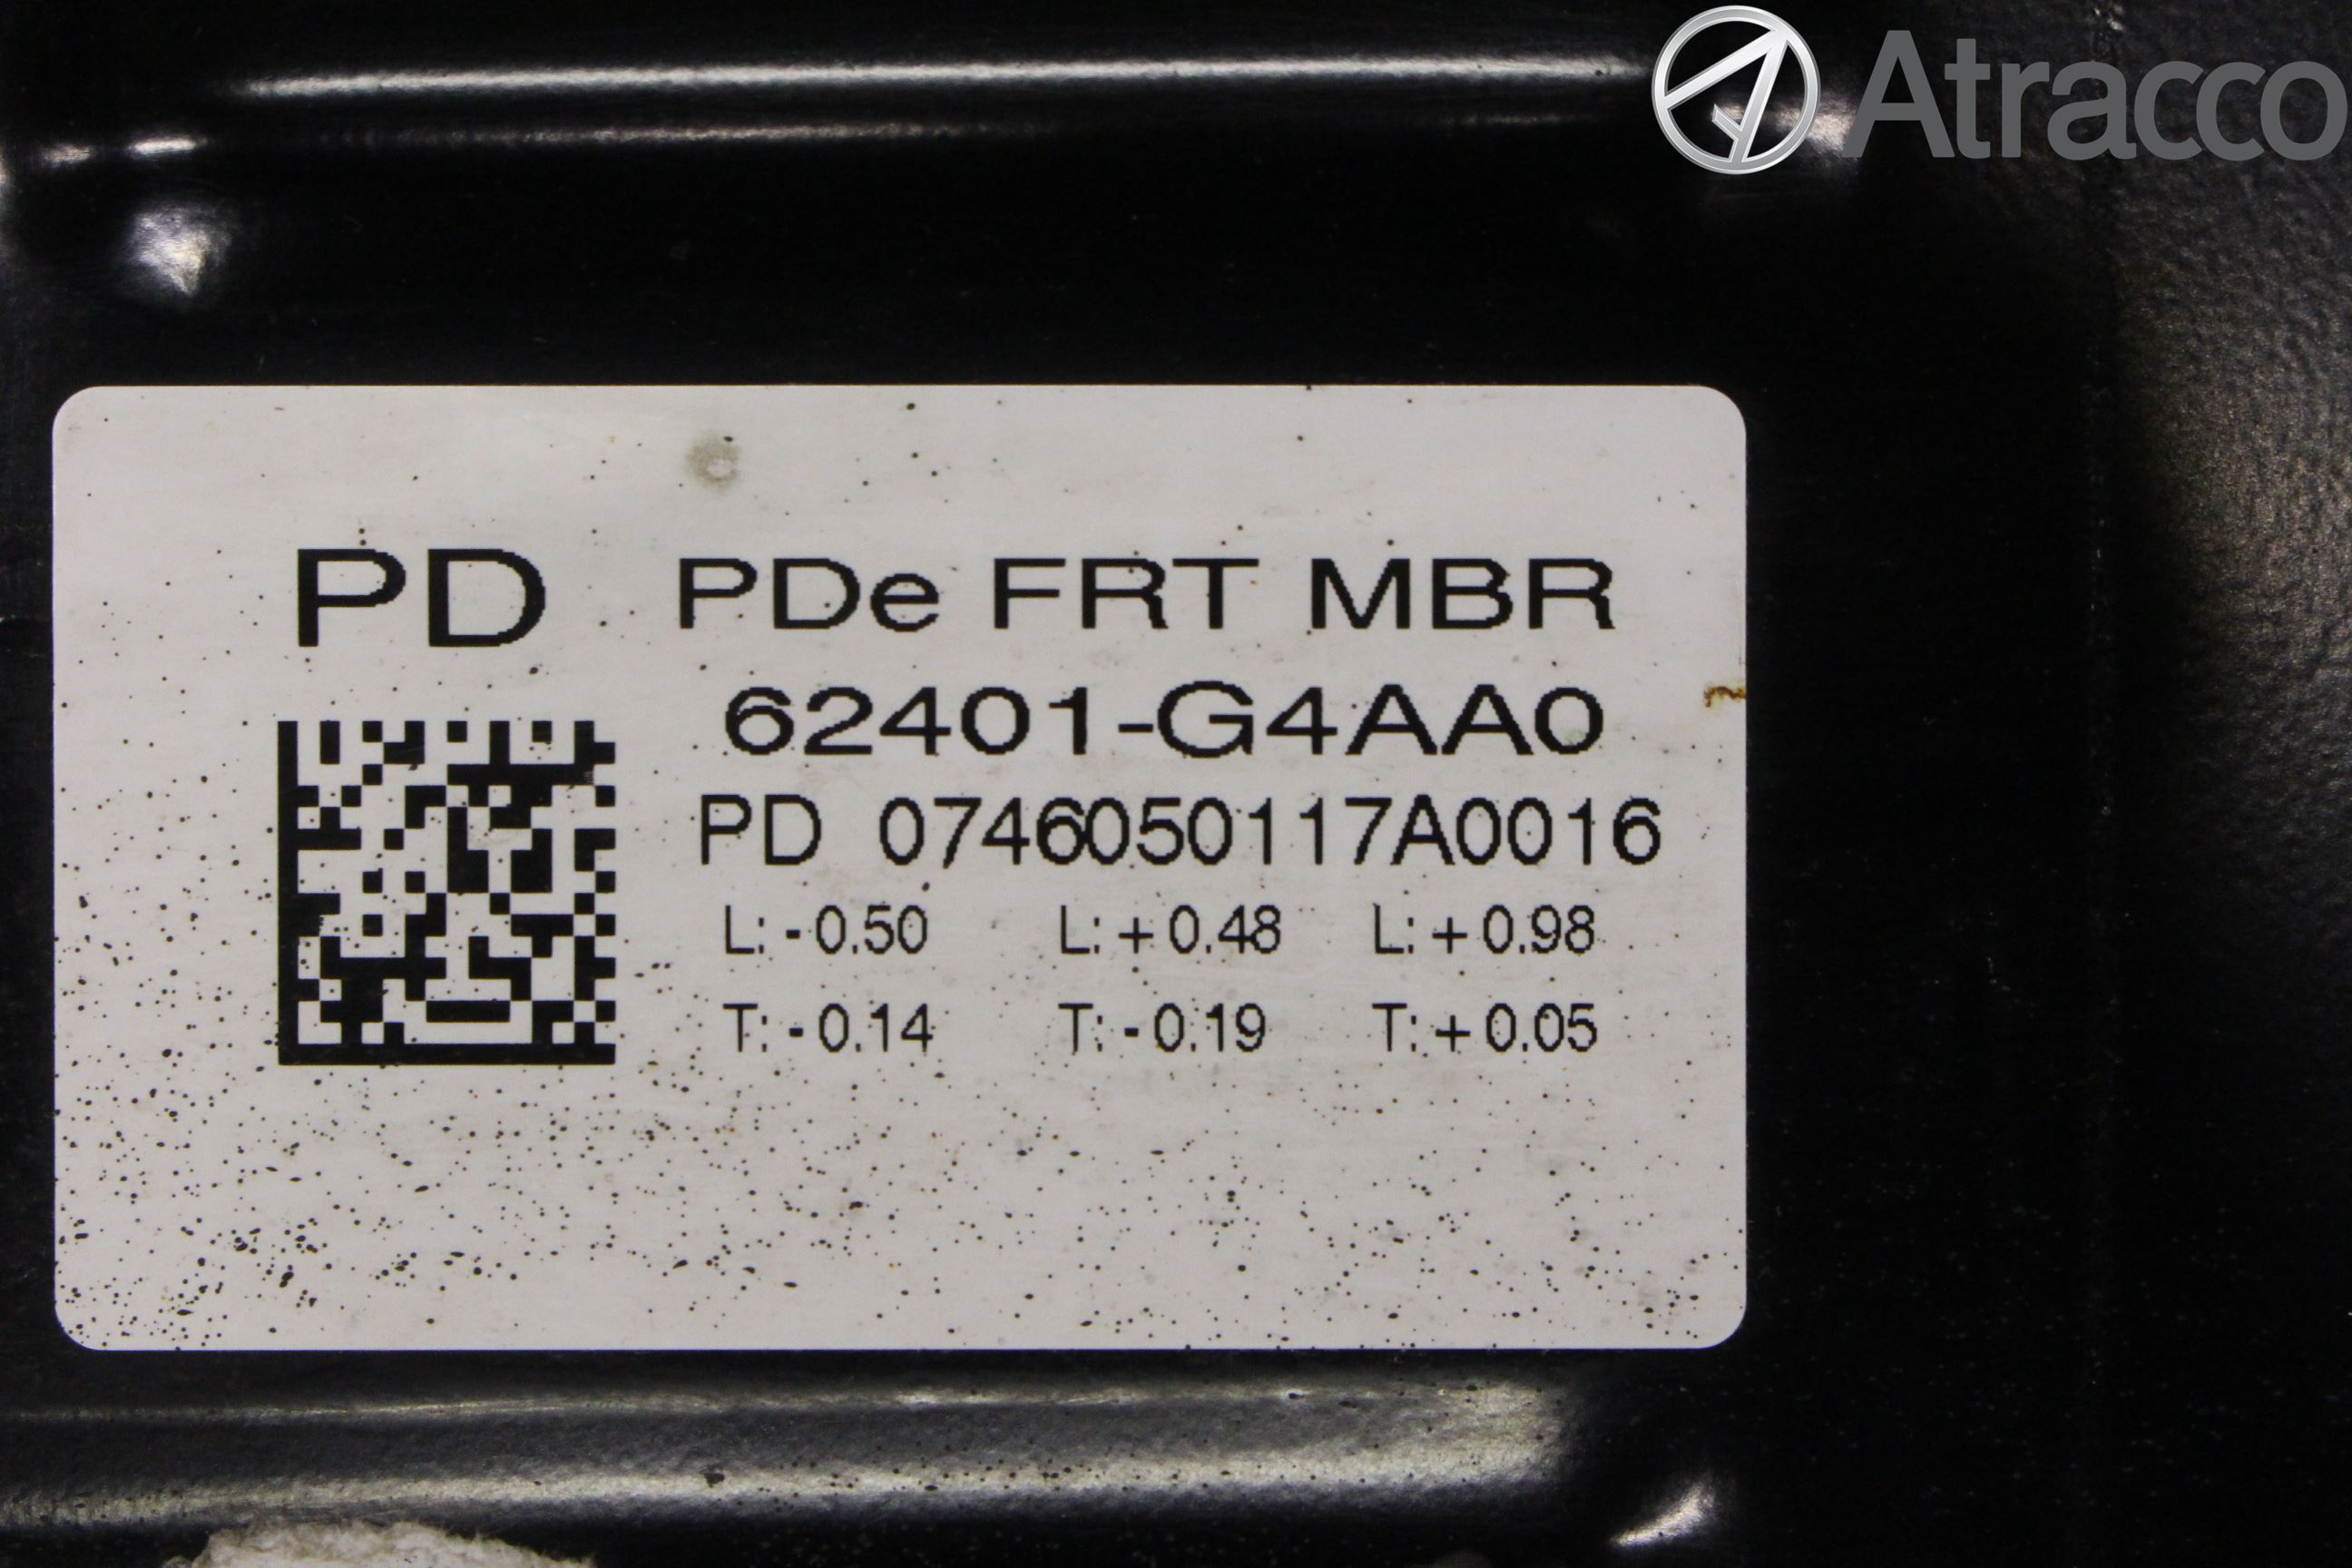 Atracco
PD PDe FRT MBR
62401-G4AA0
PD 0746050117A0016
L: - 0.50 L: + 0.48 L: + 0.98
T: - 0.14 T: - 0.19 T: + 0.05